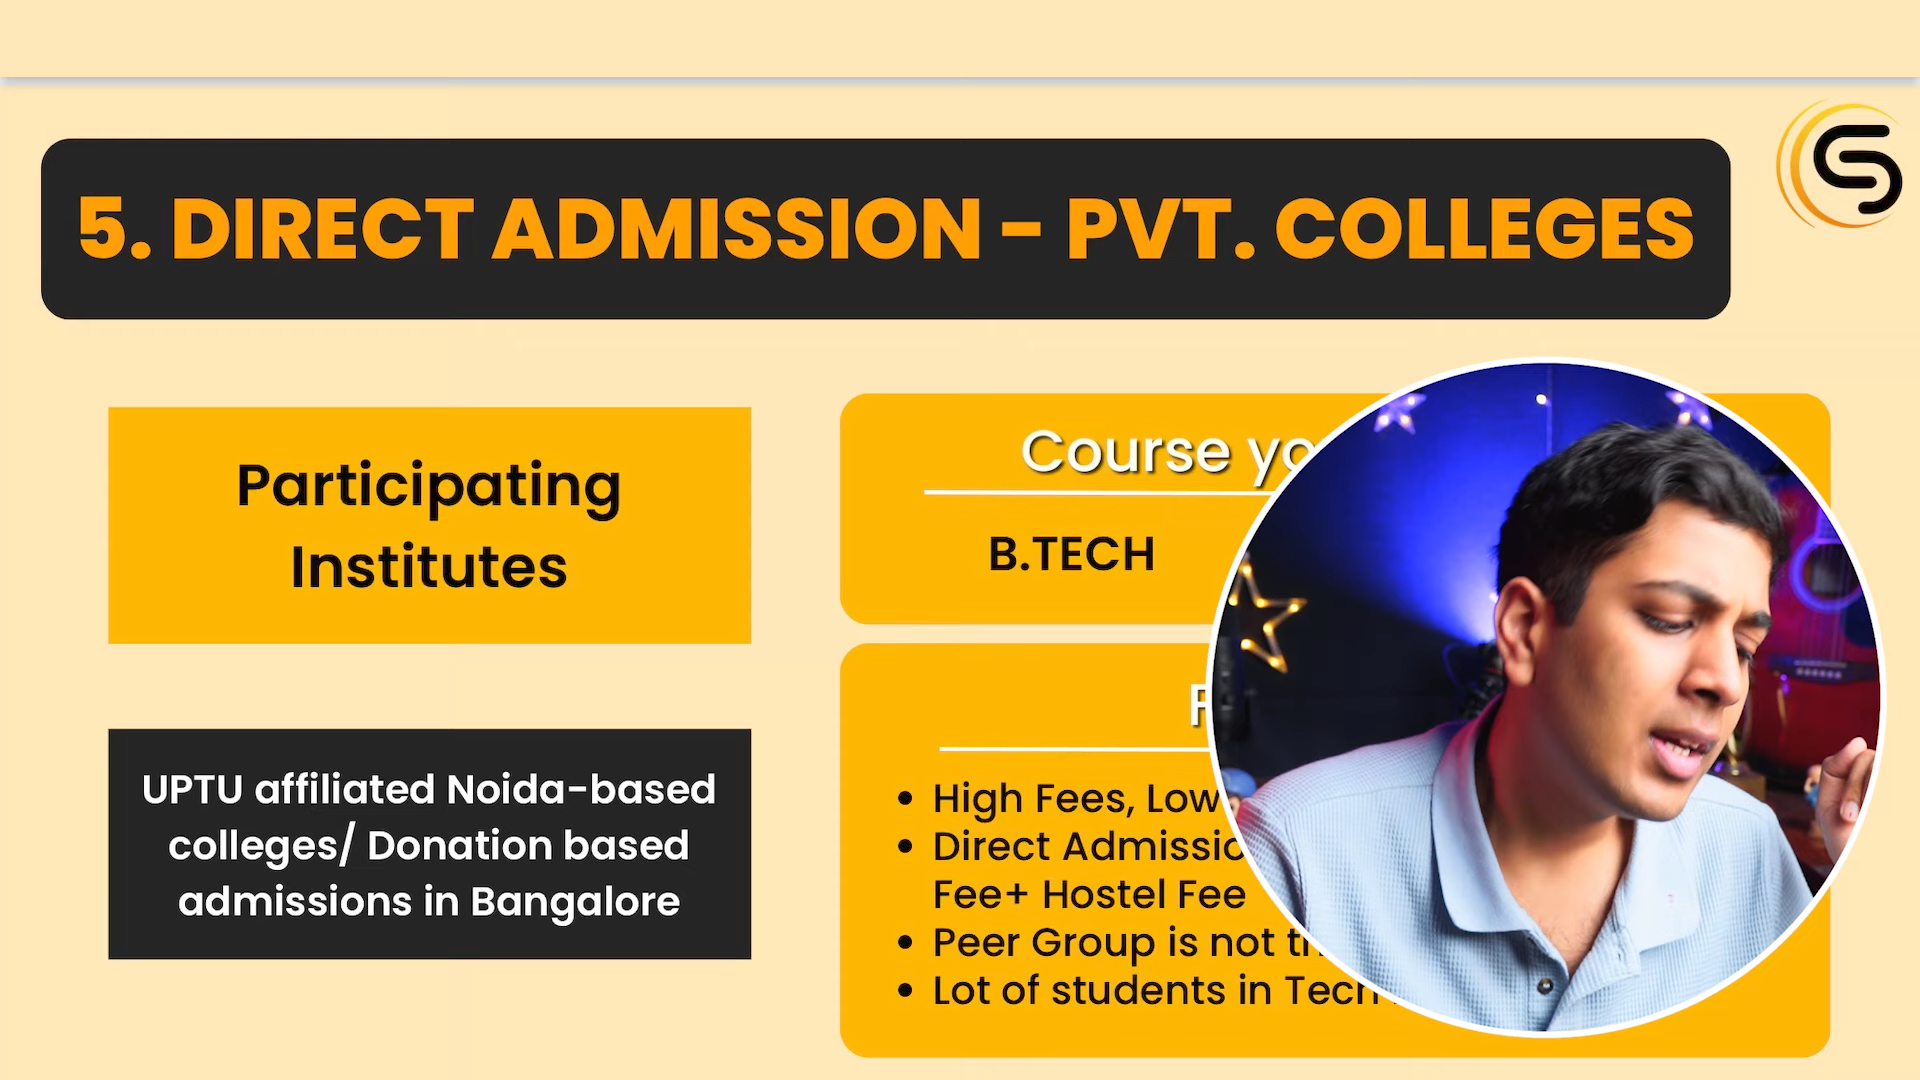 5. DIRECT ADMISSION - PVT. COLLEGES
Participating
Institutes
UPTU affiliated Noida-based
colleges/ Donation based
admissions in Bangalore
Course
B.TECH
• High Fees, Low
• Direct
Fee+ Hostel Fee
• Peer Group is not
• Lot of students in Tech